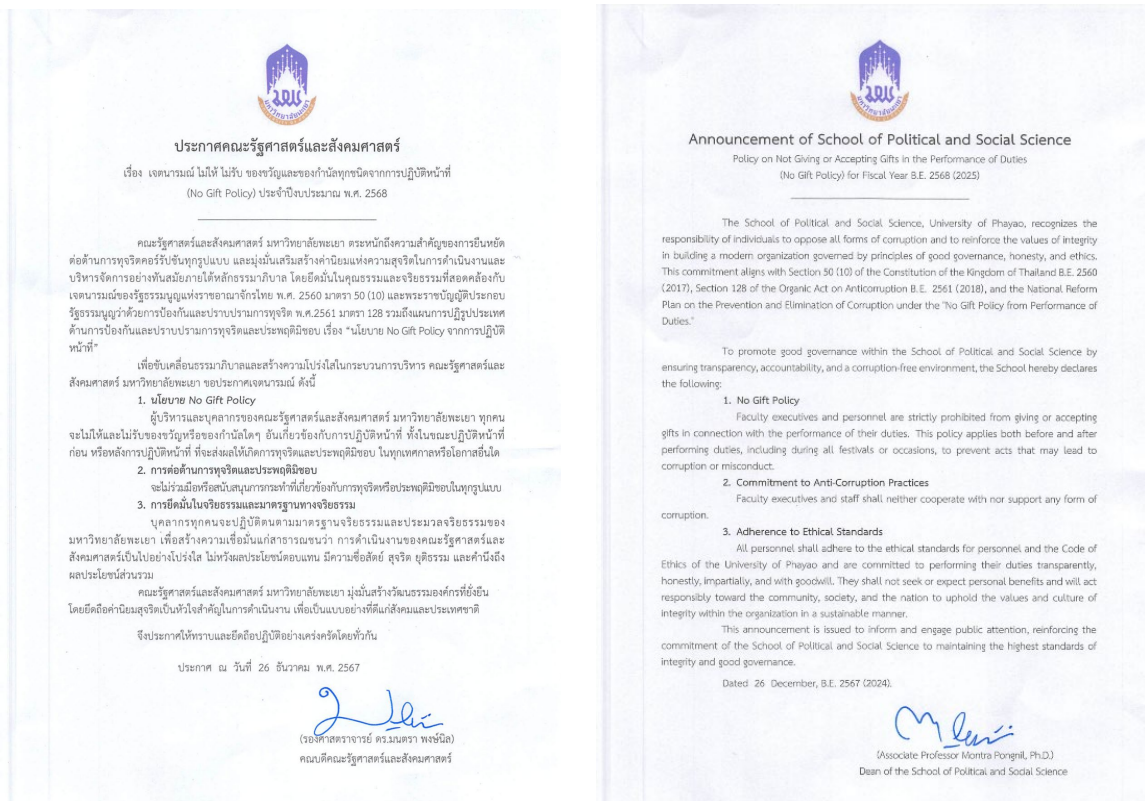 มหาวิทยาลัยพะเยา
ประกาศคณะรัฐศาสตร์และสังคมศาสตร์
เรื่อง เจตนารมณ์ ไม่ให้ ไม่รับ ของขวัญและของกำนัลทุกชนิดจากการปฏิบัติหน้าที่
(No Gift Policy) ประจำปีงบประมาณ พ.ศ. 2568
คณะรัฐศาสตร์และสังคมศาสตร์ มหาวิทยาลัยพะเยา ตระหนักถึงความสำคัญของการยืนหยัด
ต่อต้านการทุจริตคอร์รัปชันทุกรูปแบบ และมุ่งมั่นเสริมสร้างค่านิยมแห่งความสุจริตในการดำเนินงานและ
บริหารจัดการอย่างทันสมัยภายใต้หลักธรรมาภิบาล โดยยึดมั่นในคุณธรรมและจริยธรรมที่สอดคล้องกับ
เจตนารมณ์ของรัฐธรรมนูญแห่งราชอาณาจักรไทย พ.ศ. 2560 มาตรา 50 (10) และพระราชบัญญัติประกอบ
รัฐธรรมนูญว่าด้วยการป้องกันและปราบปรามการทุจริต พ.ศ.2561 มาตรา 128 รวมถึงแผนการปฏิรูปประเทศ
ด้านการป้องกันและปราบปรามการทุจริตและประพฤติมิชอบ เรื่อง “นโยบาย No Gift Policy จากการปฏิบัติ
หน้าที่”
เพื่อขับเคลื่อนธรรมาภิบาลและสร้างความโปร่งใสในกระบวนการบริหาร คณะรัฐศาสตร์และ
สังคมศาสตร์ มหาวิทยาลัยพะเยา ขอประกาศเจตนารมณ์ ดังนี้
1. นโยบาย No Gift Policy
ผู้บริหารและบุคลากรของคณะรัฐศาสตร์และสังคมศาสตร์ มหาวิทยาลัยพะเยา ทุกคน
จะไม่ให้และไม่รับของขวัญหรือของกำนัลใดๆ อันเกี่ยวข้องกับการปฏิบัติหน้าที่ ทั้งในขณะปฏิบัติหน้าที่
ก่อน หรือหลังการปฏิบัติหน้าที่ ที่จะส่งผลให้เกิดการทุจริตและประพฤติมิชอบ ในทุกเทศกาลหรือโอกาสอื่นใด
2. การต่อต้านการทุจริตและประพฤติมิชอบ
จะไม่ร่วมมือหรือสนับสนุนการกระทำที่เกี่ยวข้องกับการทุจริตหรือประพฤติมิชอบในทุกรูปแบบ
3. การยึดมั่นในจริยธรรมและมาตรฐานทางจริยธรรม
บุคลากรทุกคนจะปฏิบัติตนตามมาตรฐานจริยธรรมและประมวลจริยธรรมของ
มหาวิทยาลัยพะเยา เพื่อสร้างความเชื่อมั่นแก่สาธารณชนว่า การดำเนินงานของคณะรัฐศาสตร์และ
สังคมศาสตร์เป็นไปอย่างโปร่งใส ไม่หวังผลประโยชน์ตอบแทน มีความซื่อสัตย์ สุจริต ยุติธรรม และคำนึงถึง
ผลประโยชน์ส่วนรวม
คณะรัฐศาสตร์และสังคมศาสตร์ มหาวิทยาลัยพะเยา มุ่งมั่นสร้างวัฒนธรรมองค์กรที่ยั่งยืน
โดยยึดถือค่านิยมสุจริตเป็นหัวใจสำคัญในการดำเนินงาน เพื่อเป็นแบบอย่างที่ดีแก่สังคมและประเทศชาติ
จึงประกาศให้ทราบและยึดถือปฏิบัติอย่างเคร่งครัดโดยทั่วกัน
ประกาศ ณ วันที่ 26 ธันวาคม พ.ศ. 2567
(รองศาสตราจารย์ ดร.มนตรา พงษ์นิล)
คณบดีคณะรัฐศาสตร์และสังคมศาสตร์
มหาวิทยาลัยพะเยา
Announcement of School of Political and Social Science
Policy on Not Giving or Accepting Gifts in the Performance of Duties
(No Gift Policy) for Fiscal Year B.E. 2568 (2025)
The School of Political and Social Science, University of Phayao, recognizes the
responsibility of individuals to oppose all forms of corruption and to reinforce the values of integrity
in building a modern organization governed by principles of good governance, honesty, and ethics.
This commitment aligns with Section 50 (10) of the Constitution of the Kingdom of Thailand B.E. 2560
(2017), Section 128 of the Organic Act on Anticorruption B.E. 2561 (2018), and the National Reform
Plan on the Prevention and Elimination of Corruption under the "No Gift Policy from Performance of
Duties."
To promote good governance within the School of Political and Social Science by
ensuring transparency, accountability, and a corruption-free environment, the School hereby declares
the following:
1. No Gift Policy
Faculty executives and personnel are strictly prohibited from giving or accepting
gifts in connection with the performance of their duties. This policy applies both before and after
performing duties, including during all festivals or occasions, to prevent acts that may lead to
corruption or misconduct.
2. Commitment to Anti-Corruption Practices
Faculty executives and staff shall neither cooperate with nor support any form of
corruption.
3. Adherence to Ethical Standards
All personnel shall adhere to the ethical standards for personnel and the Code of
Ethics of the University of Phayao and are committed to performing their duties transparently,
honestly, impartially, and with goodwill. They shall not seek or expect personal benefits and will act
responsibly toward the community, society, and the nation to uphold the values and culture of
integrity within the organization in a sustainable manner.
This announcement is issued to inform and engage public attention, reinforcing the
commitment of the School of Political and Social Science to maintaining the highest standards of
integrity and good governance.
Dated 26 December, B.E. 2567 (2024).
(Associate Professor Montra Pongnil, Ph.D.)
Dean of the School of Political and Social Science